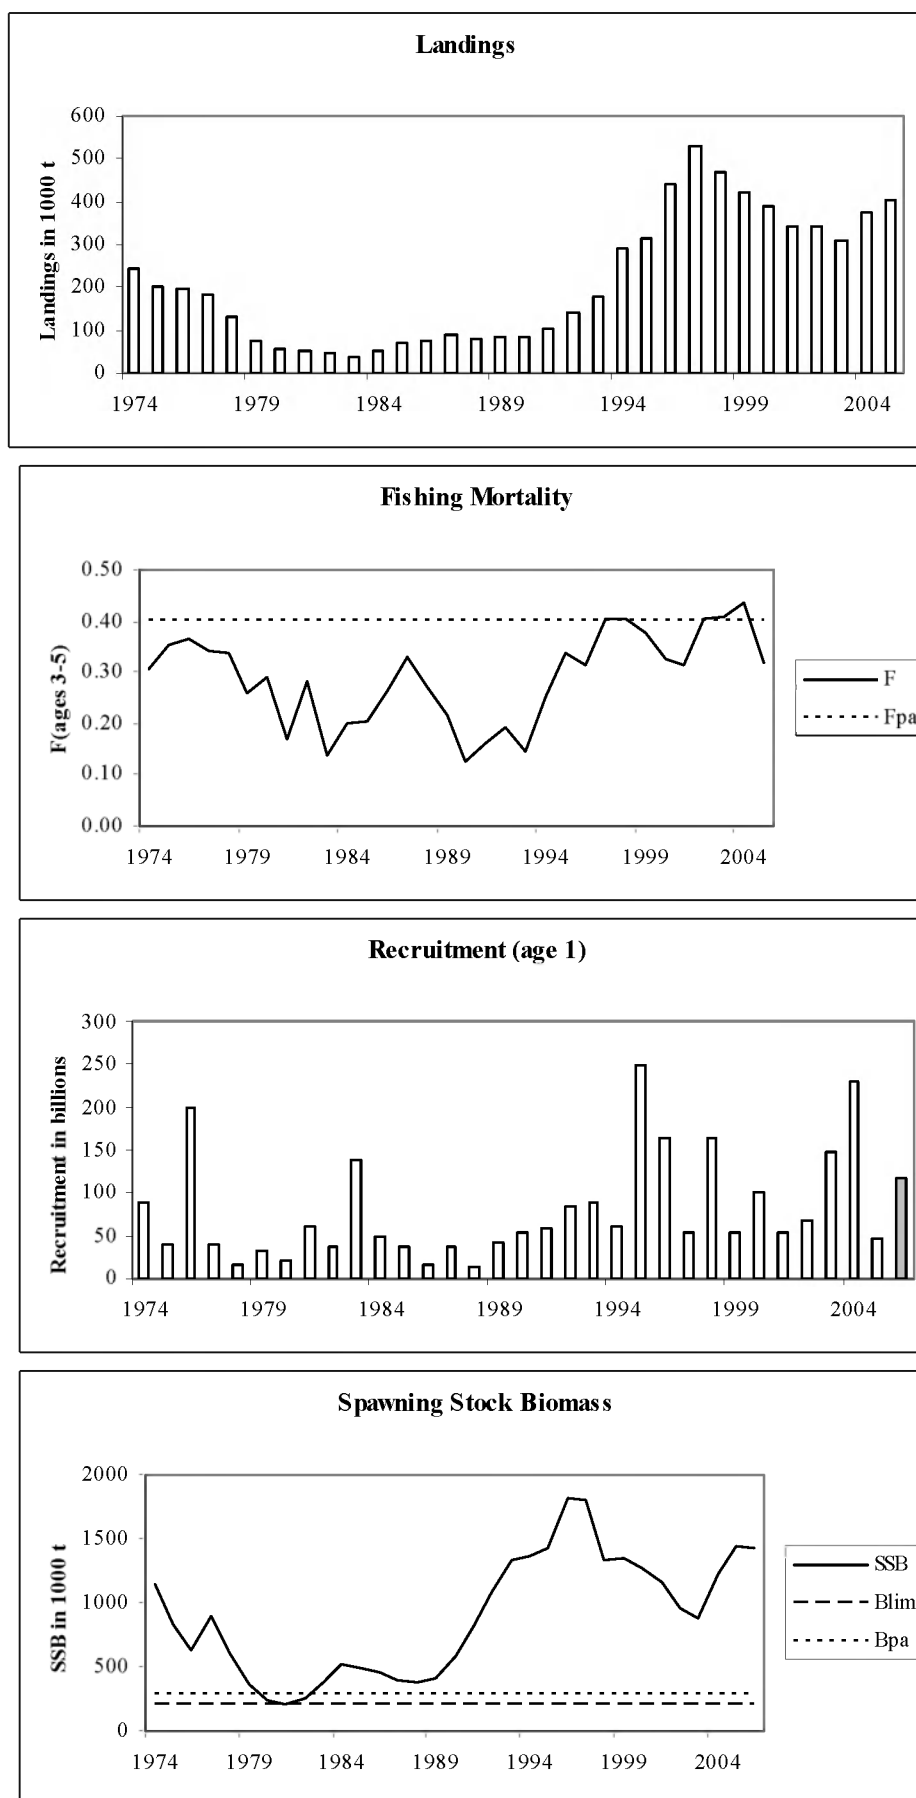 Landings
Landings in 1000 t
600
500
400
300
200
100
0
1974 1979 1984 1989 1994 1999 2004
Fishing Mortality
F(ages 3-5)
0.50
0.40
0.30
0.20
0.10
0.00
1974 1979 1984 1989 1994 1999 2004
F
Fpa
Recruitment (age 1)
Recruitment in billions
300
250
200
150
100
50
0
1974 1979 1984 1989 1994 1999 2004
Spawning Stock Biomass
SSB in 1000 t
2000
1500
1000
500
0
1974 1979 1984 1989 1994 1999 2004
SSB
Blim
Bpa